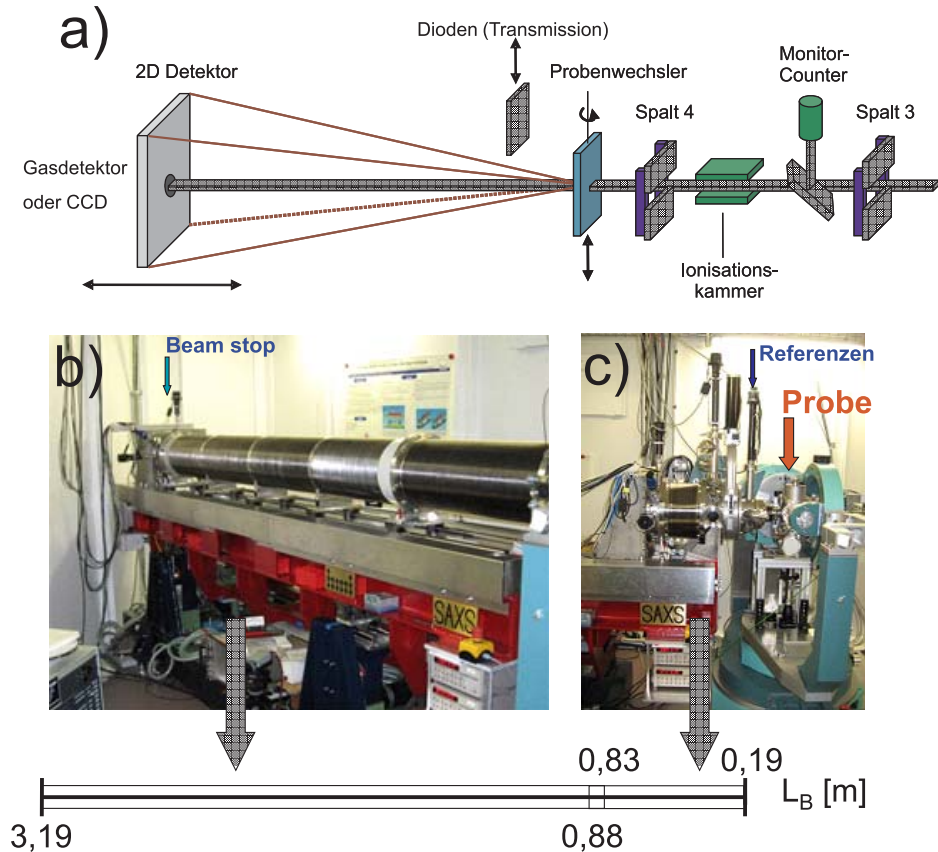 a)
Dioden (Transmission)
2D Detektor
Probenwechsler
Monitor-
Counter
Spalt 4
Spalt 3
Gasdetektor
oder CCD
Ionisations-
kammer
b)
Beam stop
SAXS
c)
Referenzen
Probe
SAXS
0,83
0,19
L_B [m]
3,19
0,88